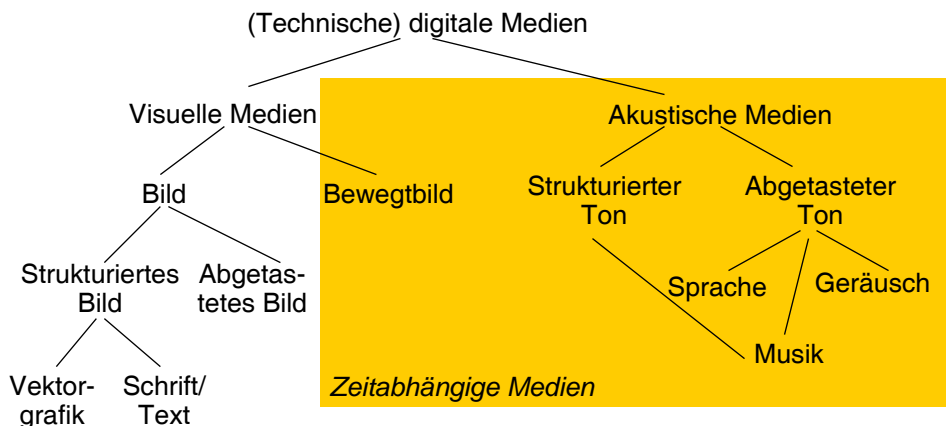 (Technische) digitale Medien
Visuelle Medien
Akustische Medien
Bild
Bewegtbild
Strukturierter
Ton
Abgetasteter
Ton
Strukturiertes
Bild
Abgetas-
tetes Bild
Sprache
Geräusch
Musik
Vektor-
grafik
Schrift/
Text
Zeitabhängige Medien